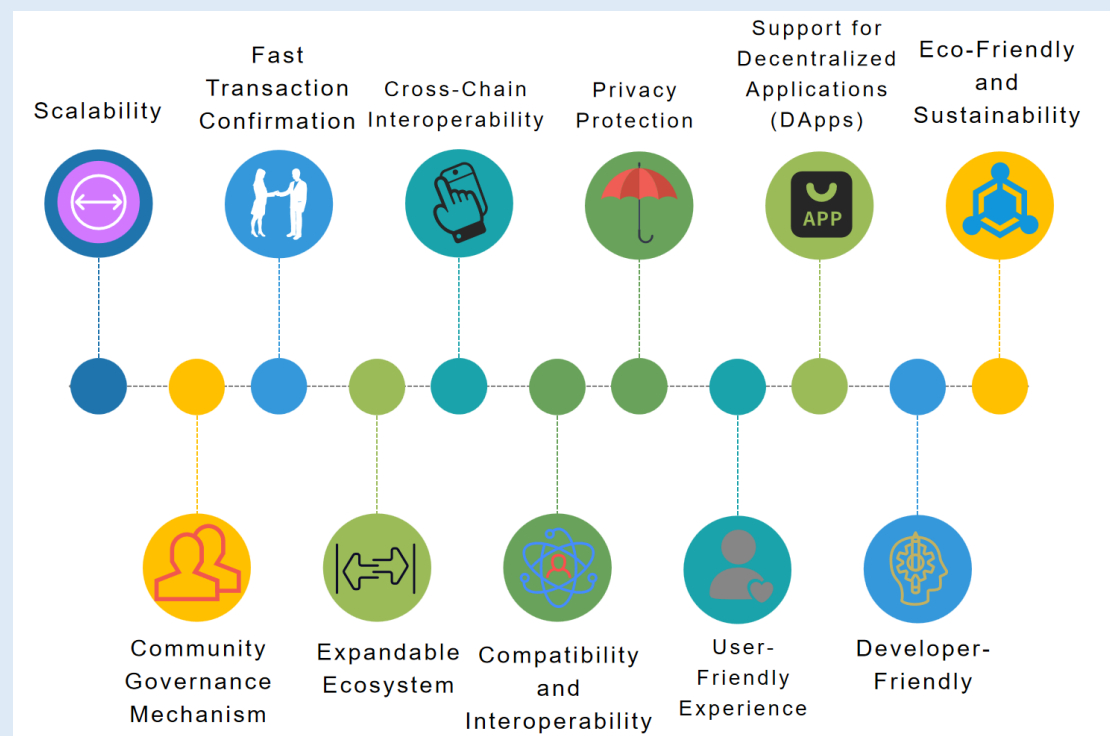 Scalability
Fast
Transaction
Confirmation
Cross-Chain
Interoperability
Privacy
Protection
Support for
Decentralized
Applications
(DApps)
Eco-Friendly
and
Sustainability
APP
Community
Governance
Mechanism
Expandable
Ecosystem
Compatibility
and
Interoperability
User-
Friendly
Experience
Developer-
Friendly